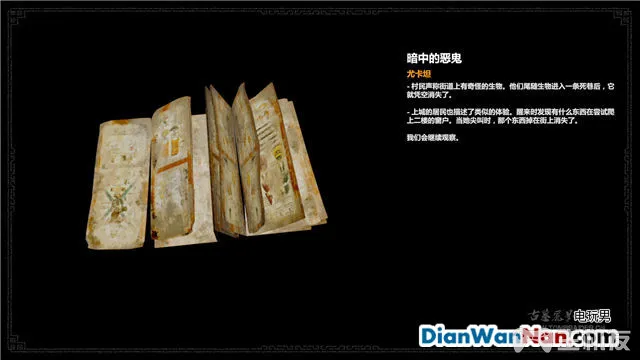 暗中的恶鬼
尤卡坦
- 村民声称街道上有奇怪的生物。他们尾随生物进入一条死巷后，它
就凭空消失了。
- 上城的居民也描述了类似的体验。醒来时发现有什么东西在尝试爬
上二楼的窗户。当她尖叫时，那个东西掉在街上消失了。
我们会继续观察。
电玩男
DianWanNan.com